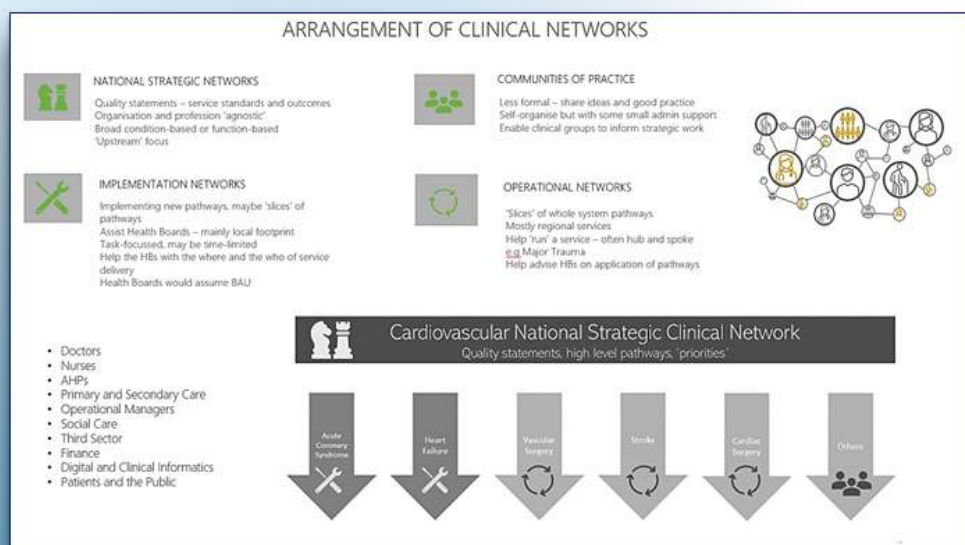 ARRANGEMENT OF CLINICAL NETWORKS
NATIONAL STRATEGIC NETWORKS
Quality statements – service standards and outcomes
Organisation and profession 'agnostic'
Broad condition-based or function-based
'Upstream' focus
COMMUNITIES OF PRACTICE
Less formal – share ideas and good practice
Self-organise but with some small admin support
Enable clinical groups to inform strategic work
IMPLEMENTATION NETWORKS
Implementing new pathways, maybe 'slices' of
pathways
Assist Health Boards – mainly local footprint
Task-focussed, may be time-limited
Help the HBs with the where and the who of service
delivery
Health Boards would assume BAU
OPERATIONAL NETWORKS
'Slices' of whole system pathways
Mostly regional services
Help 'run' a service – often hub and spoke
e.g Major Trauma
Help advise HBs on application of pathways
• Doctors
• Nurses
• AHPs
• Primary and Secondary Care
• Operational Managers
• Social Care
• Third Sector
• Finance
• Digital and Clinical Informatics
• Patients and the Public
Cardiovascular National Strategic Clinical Network
Quality statements, high level pathways, 'priorities'
Acute
Coronary
Syndrome
Heart
Failure
Vascular
Surgery
Stroke
Cardiac
Surgery
Others